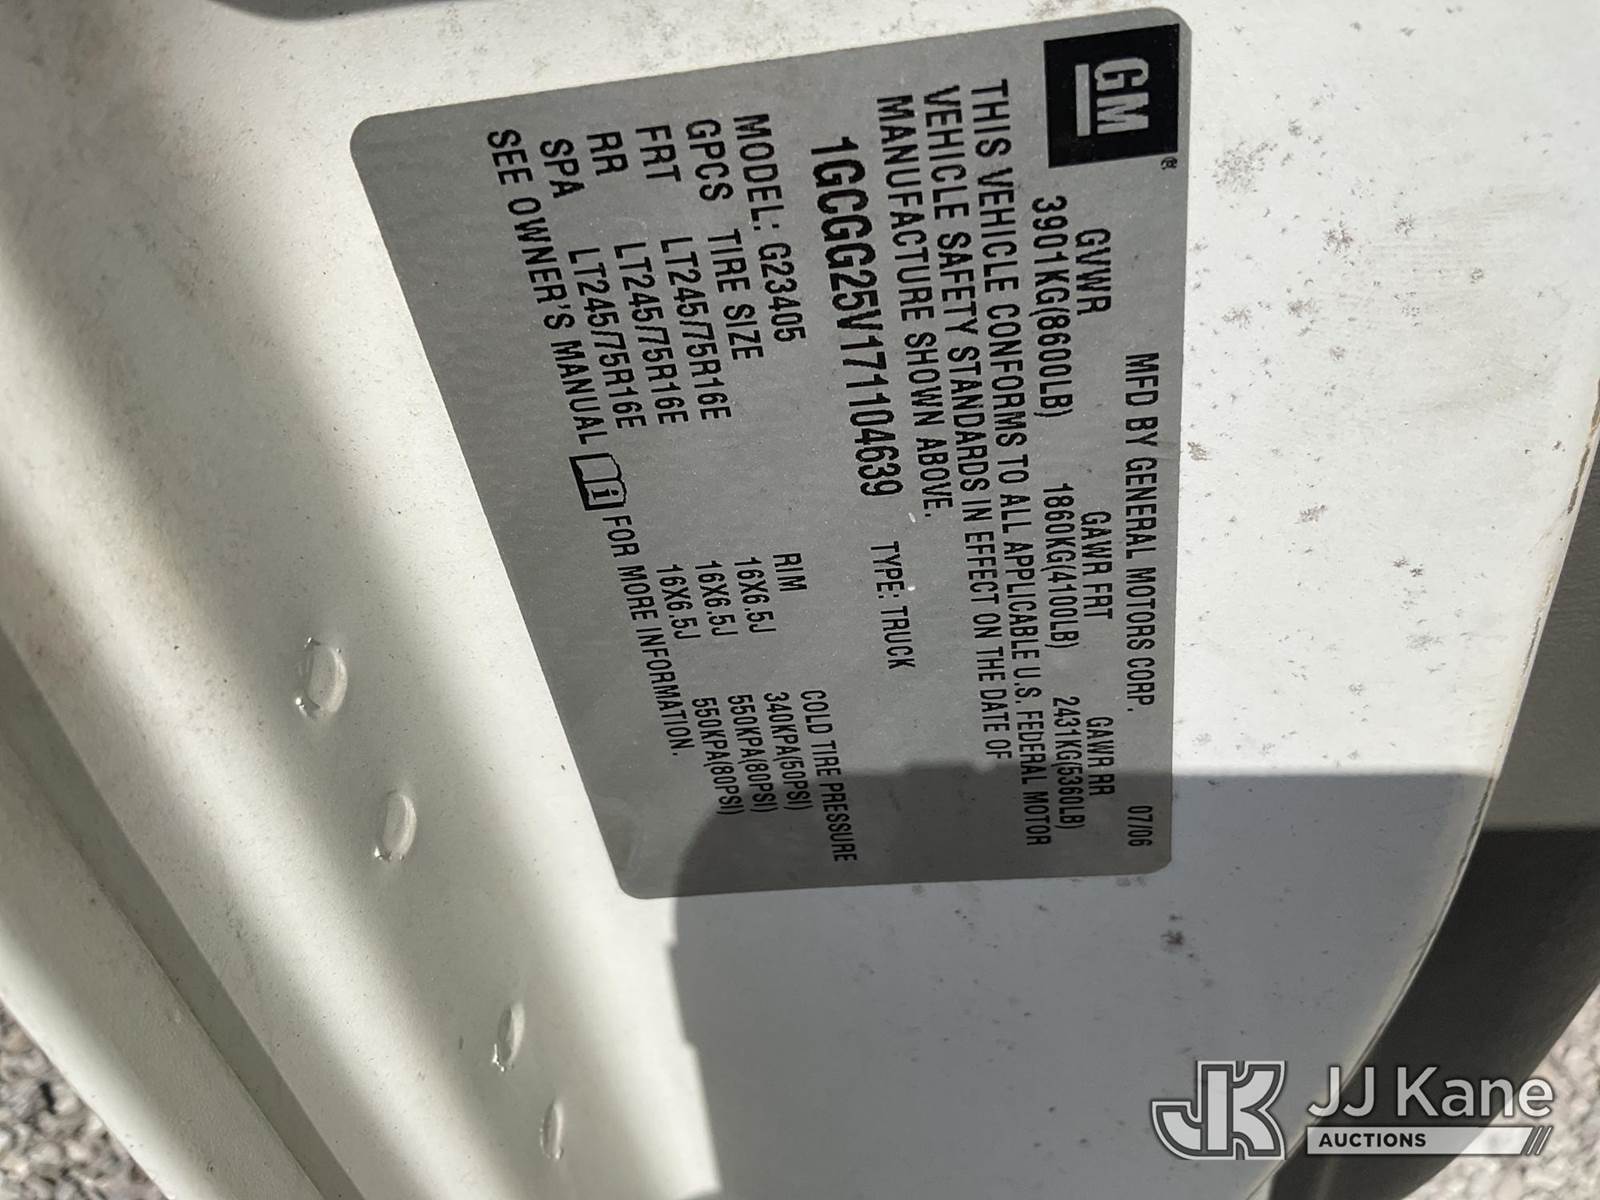 GM®
MFD BY GENERAL MOTORS CORP. 07/06
GVWR GAWR FRT GAWR RR
3901KG(8600LB) 1860KG(4100LB) 2431KG(5360LB)
THIS VEHICLE CONFORMS TO ALL APPLICABLE U.S. FEDERAL MOTOR
VEHICLE SAFETY STANDARDS IN EFFECT ON THE DATE OF
MANUFACTURE SHOWN ABOVE.
1GCGG25V171104639 TYPE: TRUCK
MODEL: G23405
GPCS TIRE SIZE RIM COLD TIRE PRESSURE
FRT LT245/75R16E 16X6.5J 340KPA(50PSI)
RR LT245/75R16E 16X6.5J 550KPA(80PSI)
SPA LT245/75R16E 16X6.5J 550KPA(80PSI)
SEE OWNER'S MANUAL FOR MORE INFORMATION.
JK JJ Kane
AUCTIONS